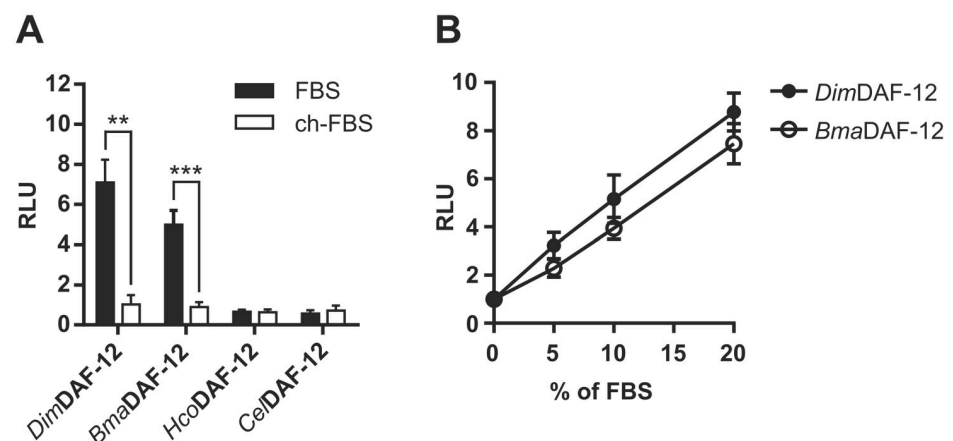 A
B
FBS
ch-FBS
RLU
12
10
8
6
4
2
0
**
***
DimDAF-12
BmaDAF-12
HcoDAF-12
CelDAF-12
RLU
10
8
6
4
2
0
0 5 10 15 20
% of FBS
DimDAF-12
BmaDAF-12